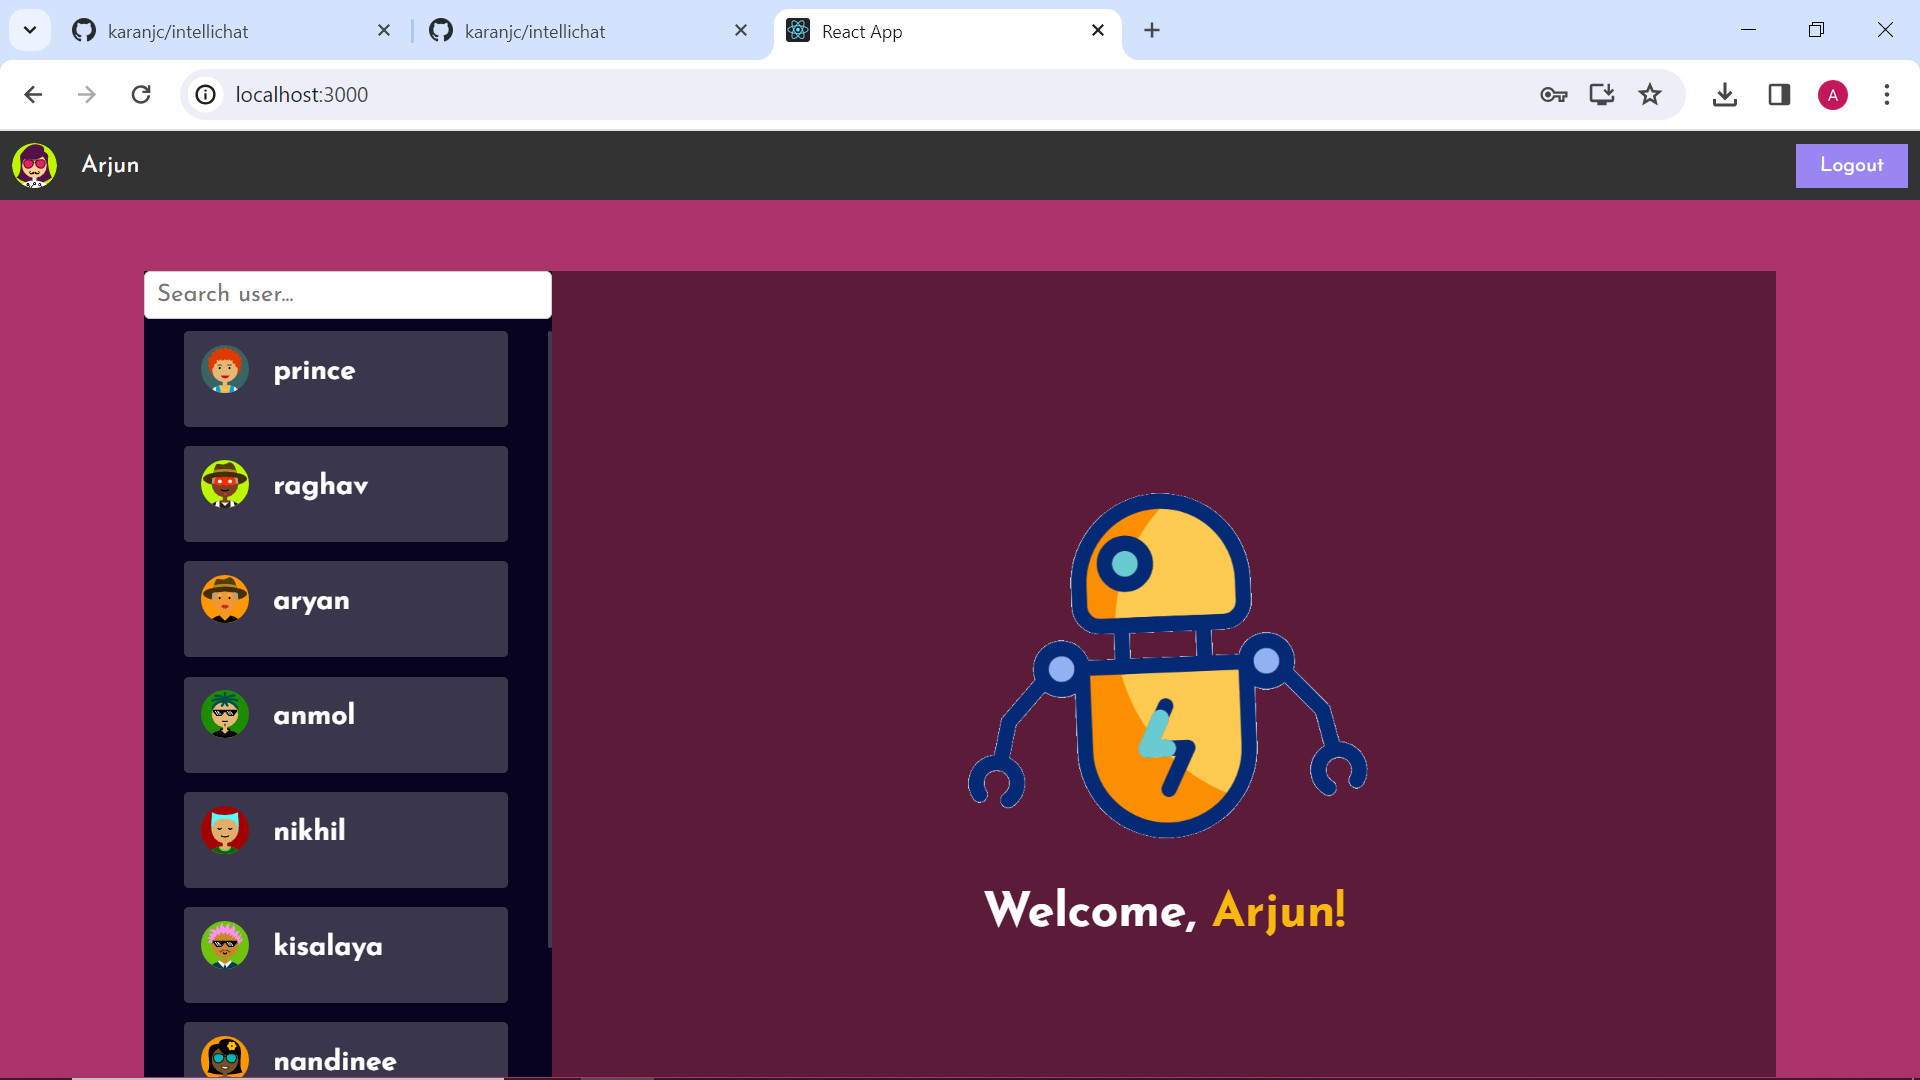 karanjc/intellichat
karanjc/intellichat
React App
localhost:3000
A
Arjun
Logout
Search user...
prince
raghav
aryan
anmol
nikhil
kisalaya
nandinee
Welcome, Arjun!